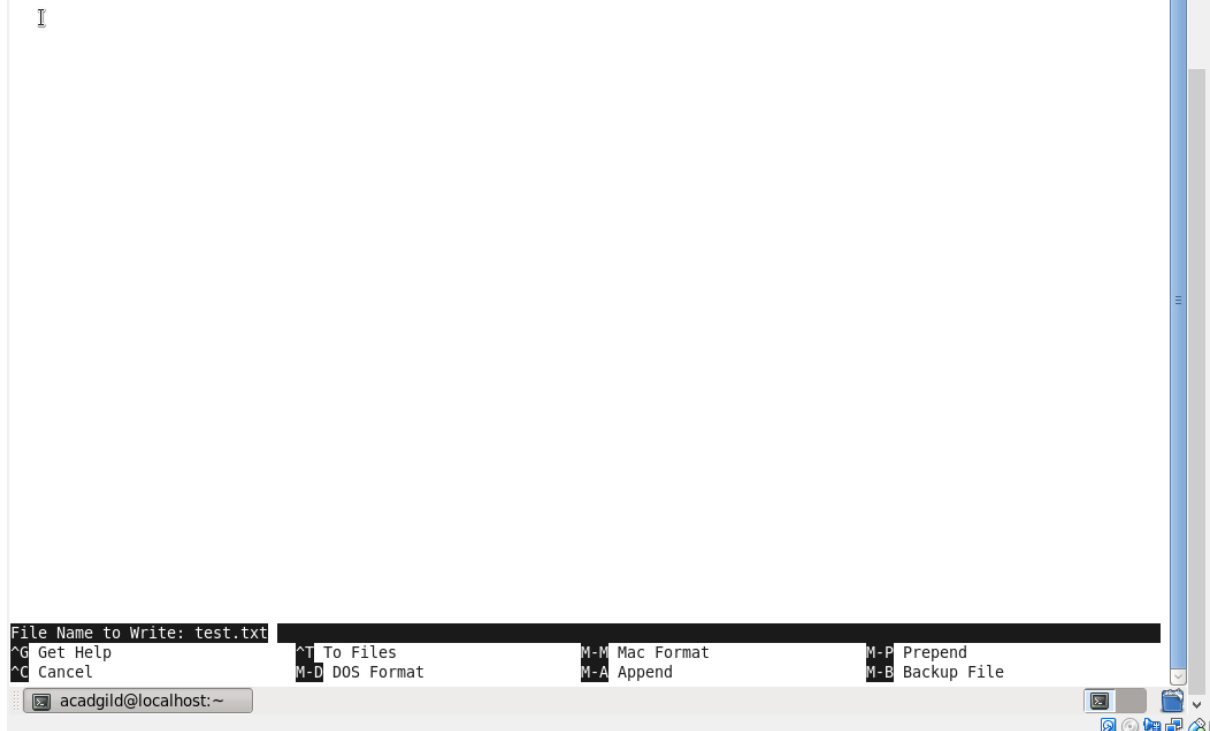 File Name to Write: test.txt
^G Get Help ^T To Files M-M Mac Format M-P Prepend
^C Cancel M-D DOS Format M-A Append M-B Backup File
acadgild@localhost:~